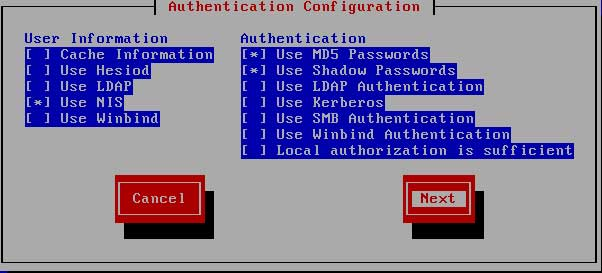 Authentication Configuration
User Information
[ ] Cache Information
[ ] Use Hesiod
[ ] Use LDAP
[*] Use NIS
[ ] Use Winbind
Authentication
[*] Use MD5 Passwords
[*] Use Shadow Passwords
[ ] Use LDAP Authentication
[ ] Use Kerberos
[ ] Use SMB Authentication
[ ] Use Winbind Authentication
[ ] Local authorization is sufficient
Cancel
Next